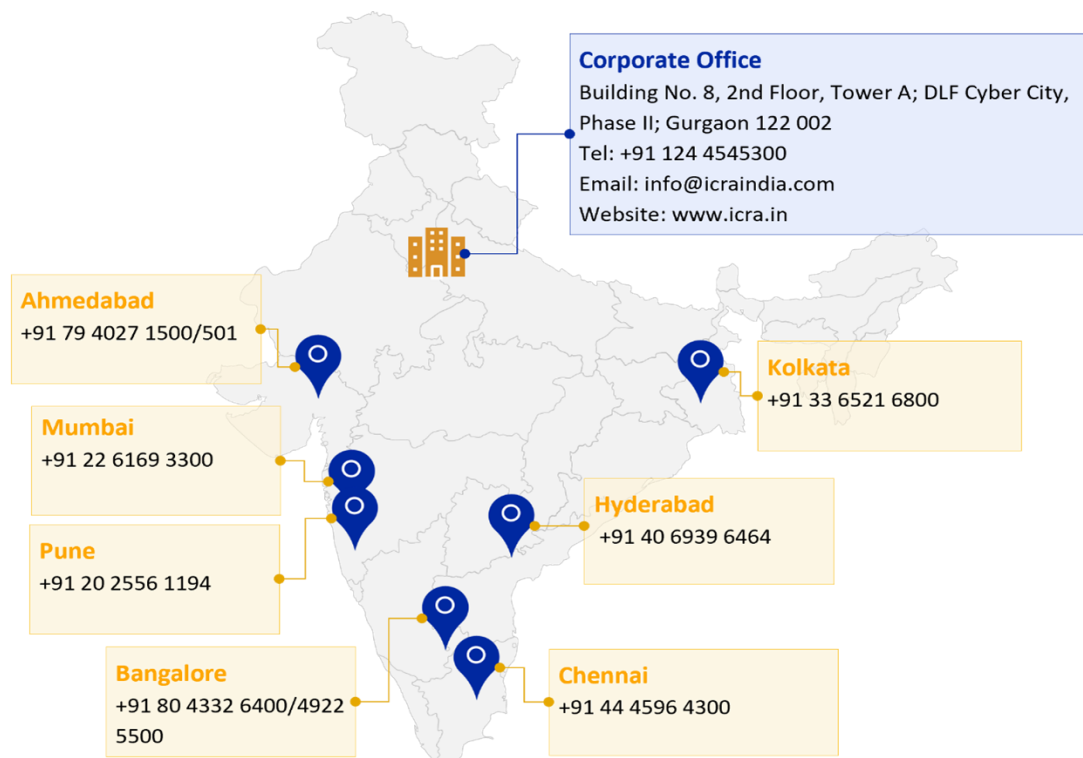 Corporate Office
Building No. 8, 2nd Floor, Tower A; DLF Cyber City,
Phase II; Gurgaon 122 002
Tel: +91 124 4545300
Email: info@icraindia.com
Website: www.icra.in
Ahmedabad
+91 79 4027 1500/501
Kolkata
+91 33 6521 6800
Mumbai
+91 22 6169 3300
Hyderabad
+91 40 6939 6464
Pune
+91 20 2556 1194
Bangalore
+91 80 4332 6400/4922
5500
Chennai
+91 44 4596 4300